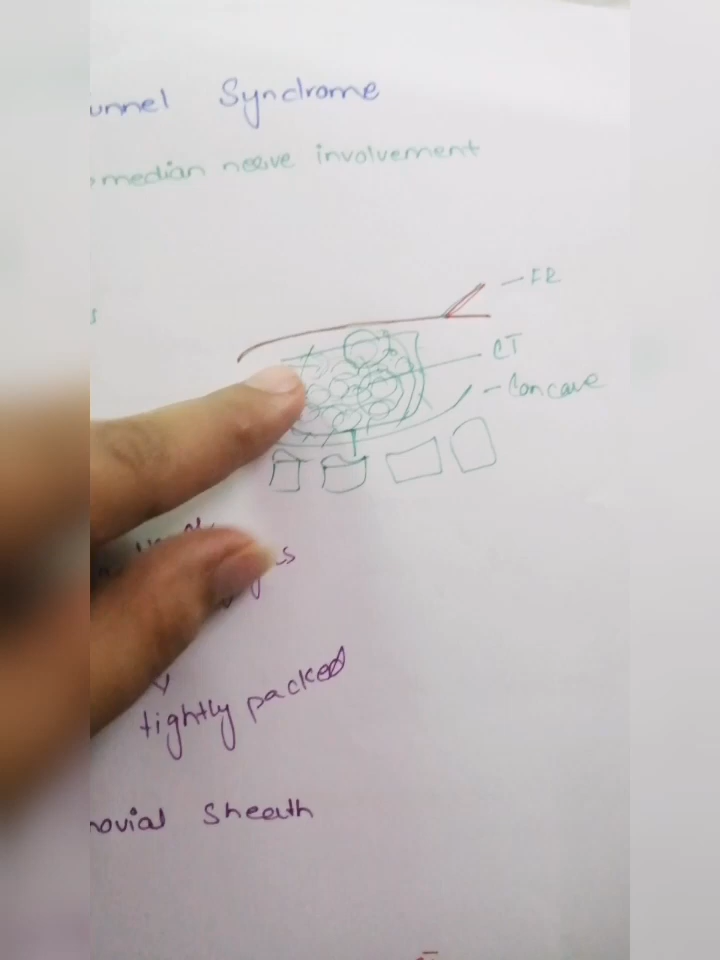 unnel Syndrome
median nerve involvement
s
FR
CT
Concave
s
tightly packed
novial Sheath